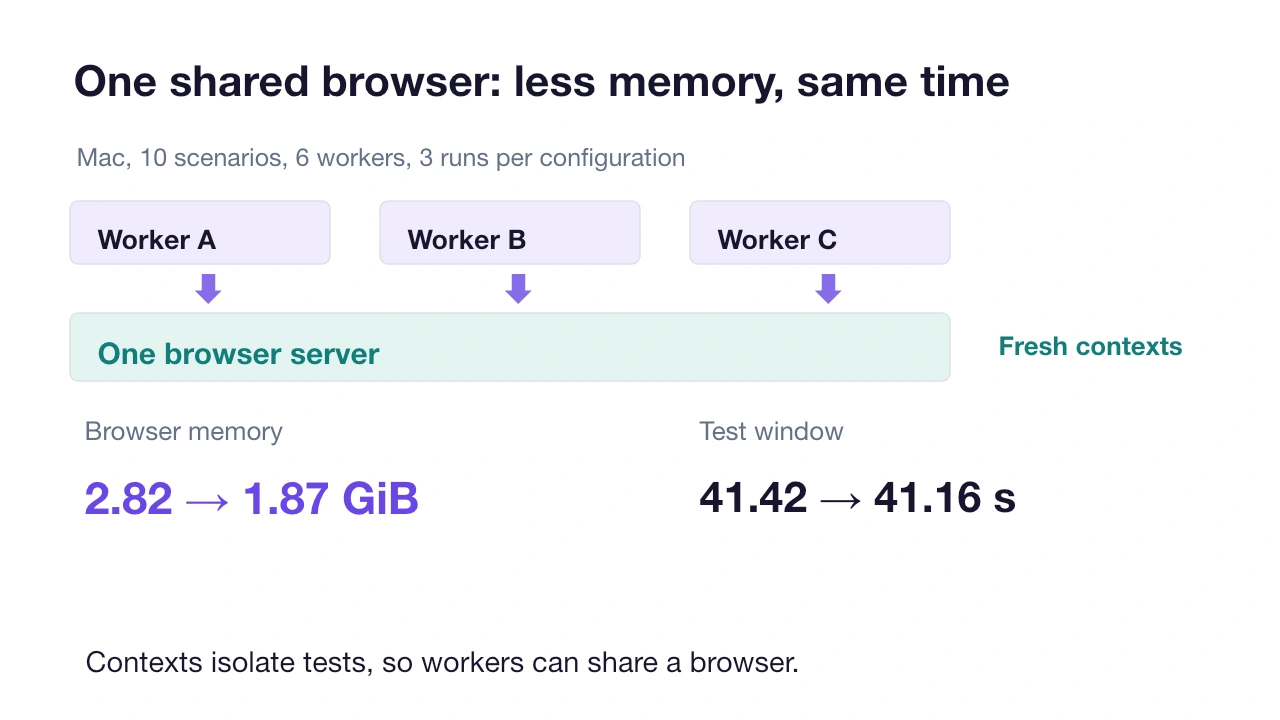 One shared browser: less memory, same time
Mac, 10 scenarios, 6 workers, 3 runs per configuration
Worker A
Worker B
Worker C
One browser server
Fresh contexts
Browser memory
2.82 → 1.87 GiB
Test window
41.42 → 41.16 s
Contexts isolate tests, so workers can share a browser.